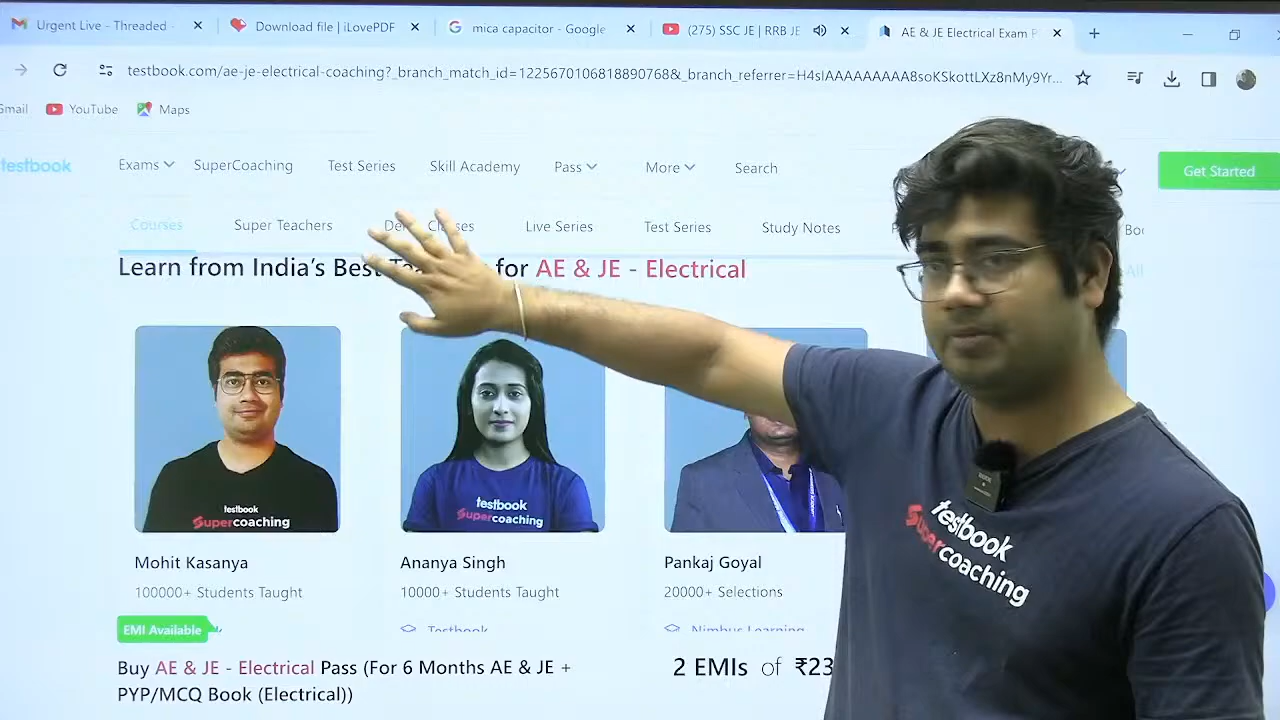 Urgent Live - Threaded
Download file | iLovePDF
mica capacitor - Google
(275) SSC JE | RRB JE
AE & JE Electrical Exam P
testbook.com/ae-je-electrical-coaching?_branch_match_id=1225670106818890768&_branch_referrer=H4sIAAAAAAAAA8soKSkottLXz8nMy9Yr...
Gmail YouTube Maps
testbook Exams SuperCoaching Test Series Skill Academy Pass More Search Get Started
Courses Super Teachers Classes Live Series Test Series Study Notes
Learn from India's Best for AE & JE - Electrical
All
testbook
Supercoaching
testbook
Supercoaching
testbook
Supercoaching
Mohit Kasanya Ananya Singh Pankaj Goyal
100000+ Students Taught 10000+ Students Taught 20000+ Selections
EMI Available Testbook Nimbus Learning
Buy AE & JE - Electrical Pass (For 6 Months AE & JE + 2 EMIs of ₹23
PYP/MCQ Book (Electrical))